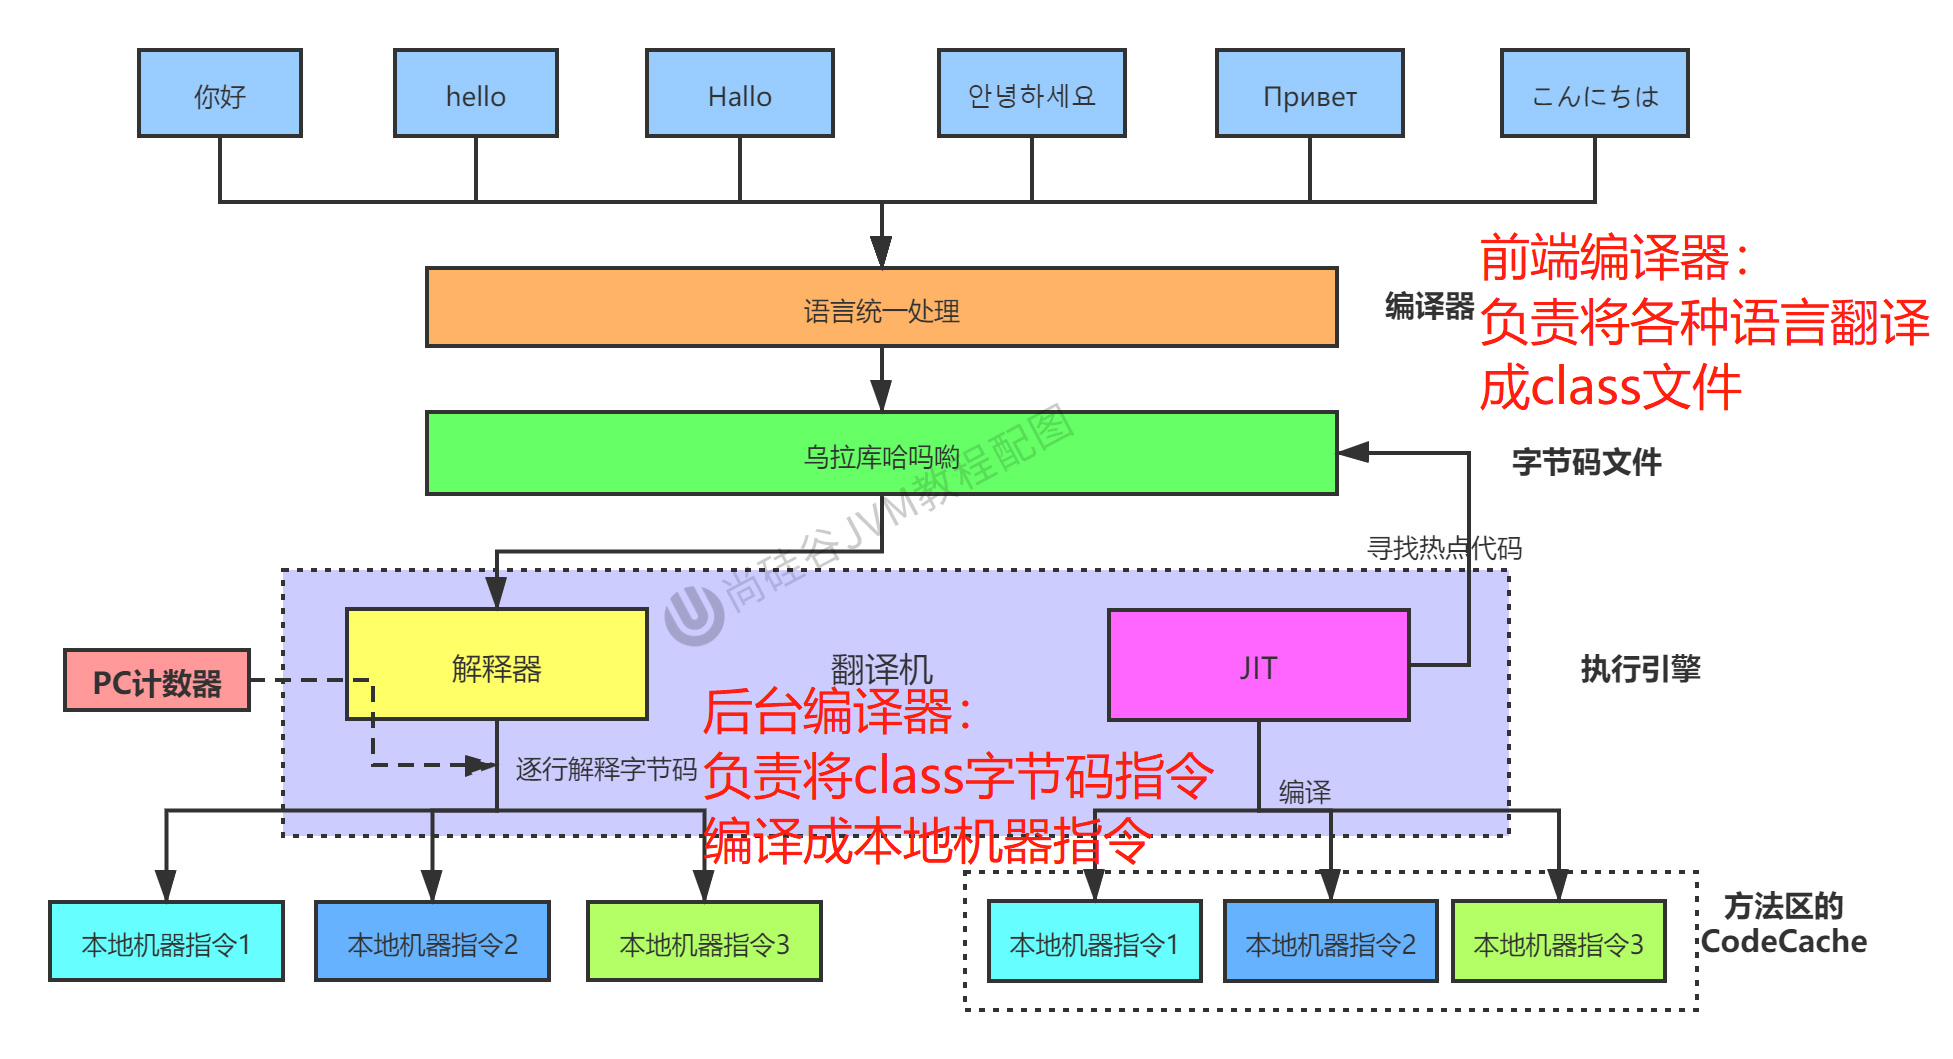 你好
hello
Hallo
안녕하세요
Привет
こんにちは
语言统一处理
编译器
前端编译器：
负责将各种语言翻译
成class文件
乌拉库哈吗哟
字节码文件
尚硅谷JVM教程配图
寻找热点代码
PC计数器
解释器
翻译机
JIT
执行引擎
后台编译器：
负责将class字节码指令
编译成本地机器指令
逐行解释字节码
编译
本地机器指令1
本地机器指令2
本地机器指令3
本地机器指令1
本地机器指令2
本地机器指令3
方法区的
CodeCache